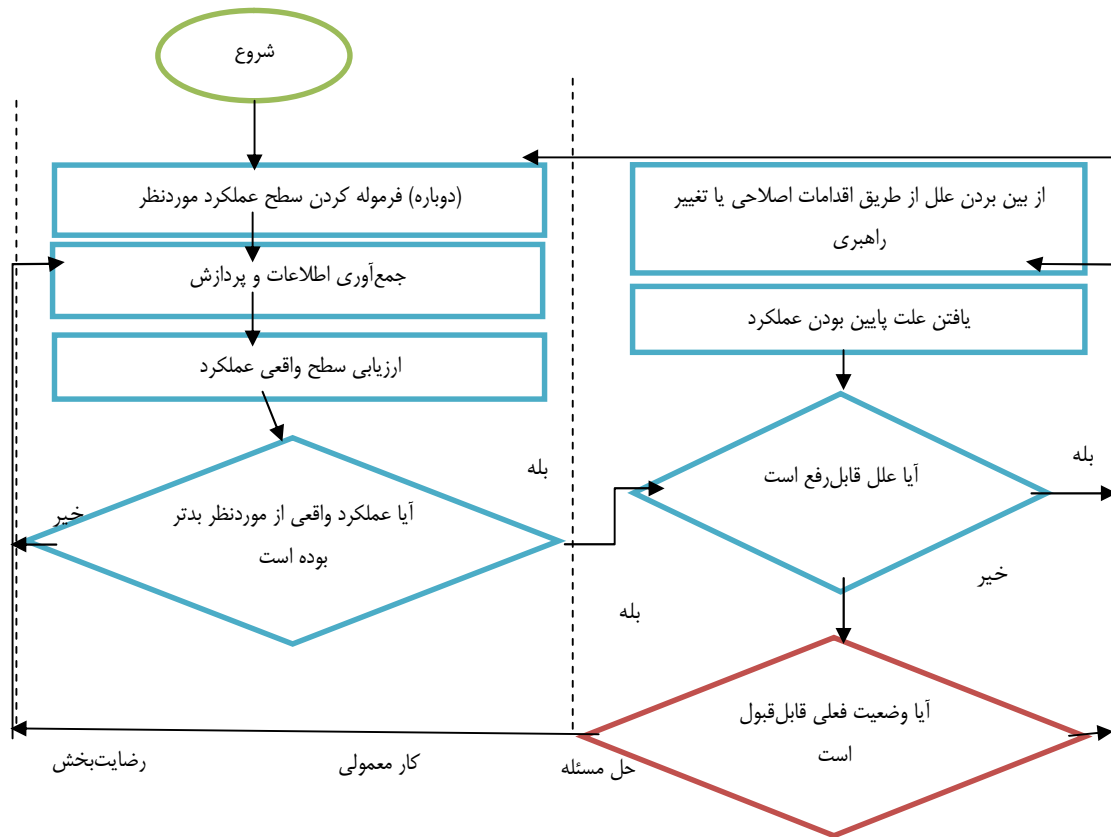 شروع
(دوباره) فرموله کردن سطح عملکرد موردنظر
جمع‌آوری اطلاعات و پردازش
ارزیابی سطح واقعی عملکرد
آیا عملکرد واقعی از موردنظر بدتر
بوده است
خیر
بله
از بین بردن علل از طریق اقدامات اصلاحی یا تغییر
راهبری
یافتن علت پایین بودن عملکرد
آیا علل قابل‌رفع است
بله
خیر
بله
آیا وضعیت فعلی قابل‌قبول
است
حل مسئله
کار معمولی
رضایت‌بخش